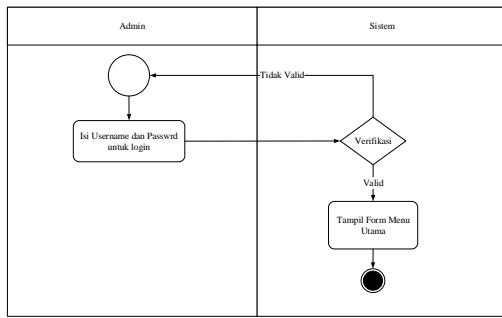 Admin
Sistem
Tidak Valid
Isi Username dan Passwrd
untuk login
Verifikasi
Valid
Tampil Form Menu
Utama